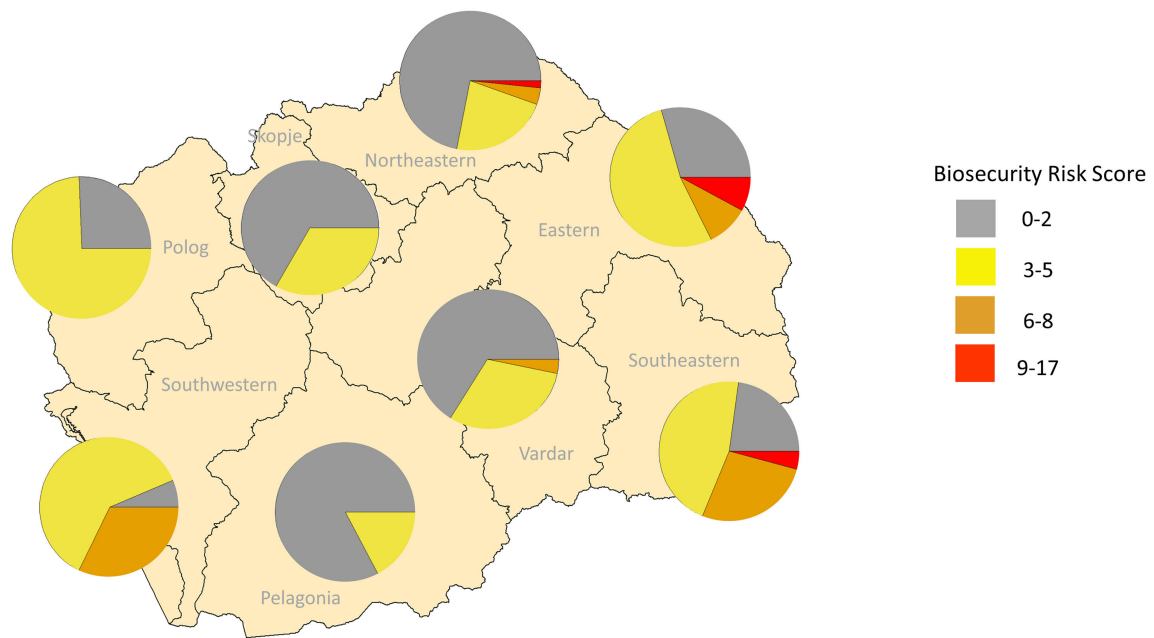 Skopje
Northeastern
Polog
Eastern
Southeastern
Southwestern
Vardar
Pelagonia
Biosecurity Risk Score
0-2
3-5
6-8
9-17